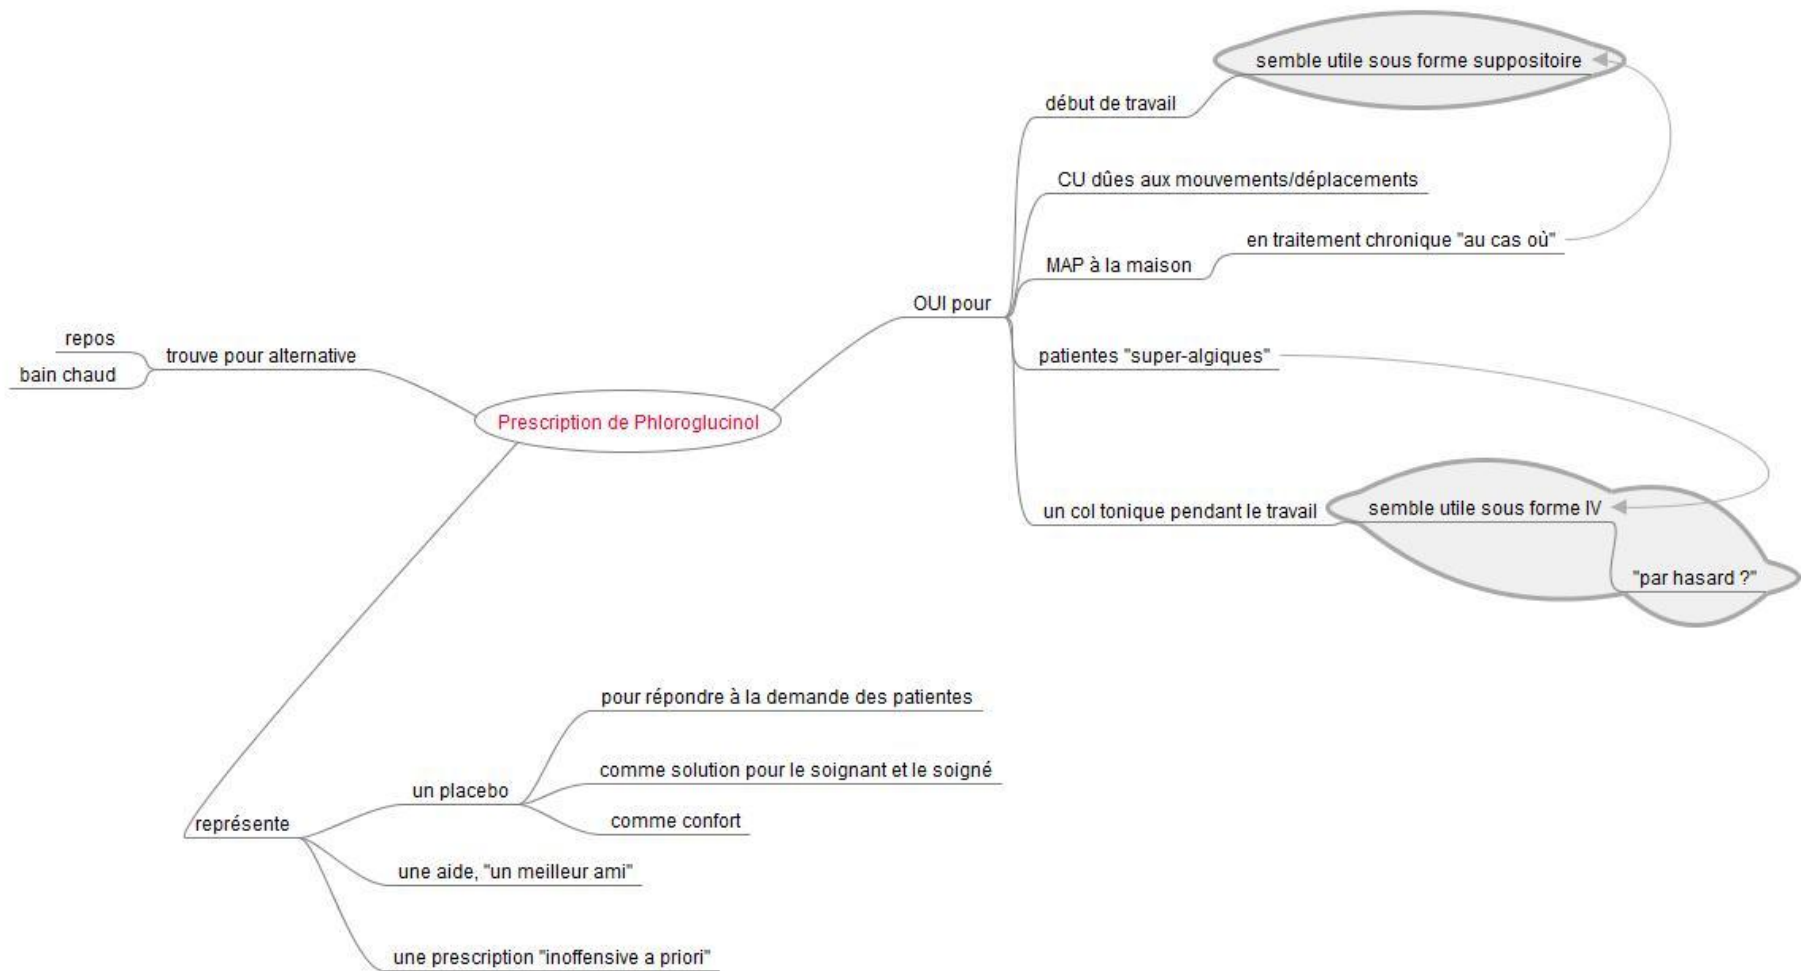 Prescription de Phloroglucinol
OUI pour
début de travail
semble utile sous forme suppositoire
CU dûes aux mouvements/déplacements
MAP à la maison
en traitement chronique "au cas où"
patientes "super-algiques"
un col tonique pendant le travail
semble utile sous forme IV
"par hasard ?"
trouve pour alternative
repos
bain chaud
représente
un placebo
pour répondre à la demande des patientes
comme solution pour le soignant et le soigné
comme confort
une aide, "un meilleur ami"
une prescription "inoffensive a priori"